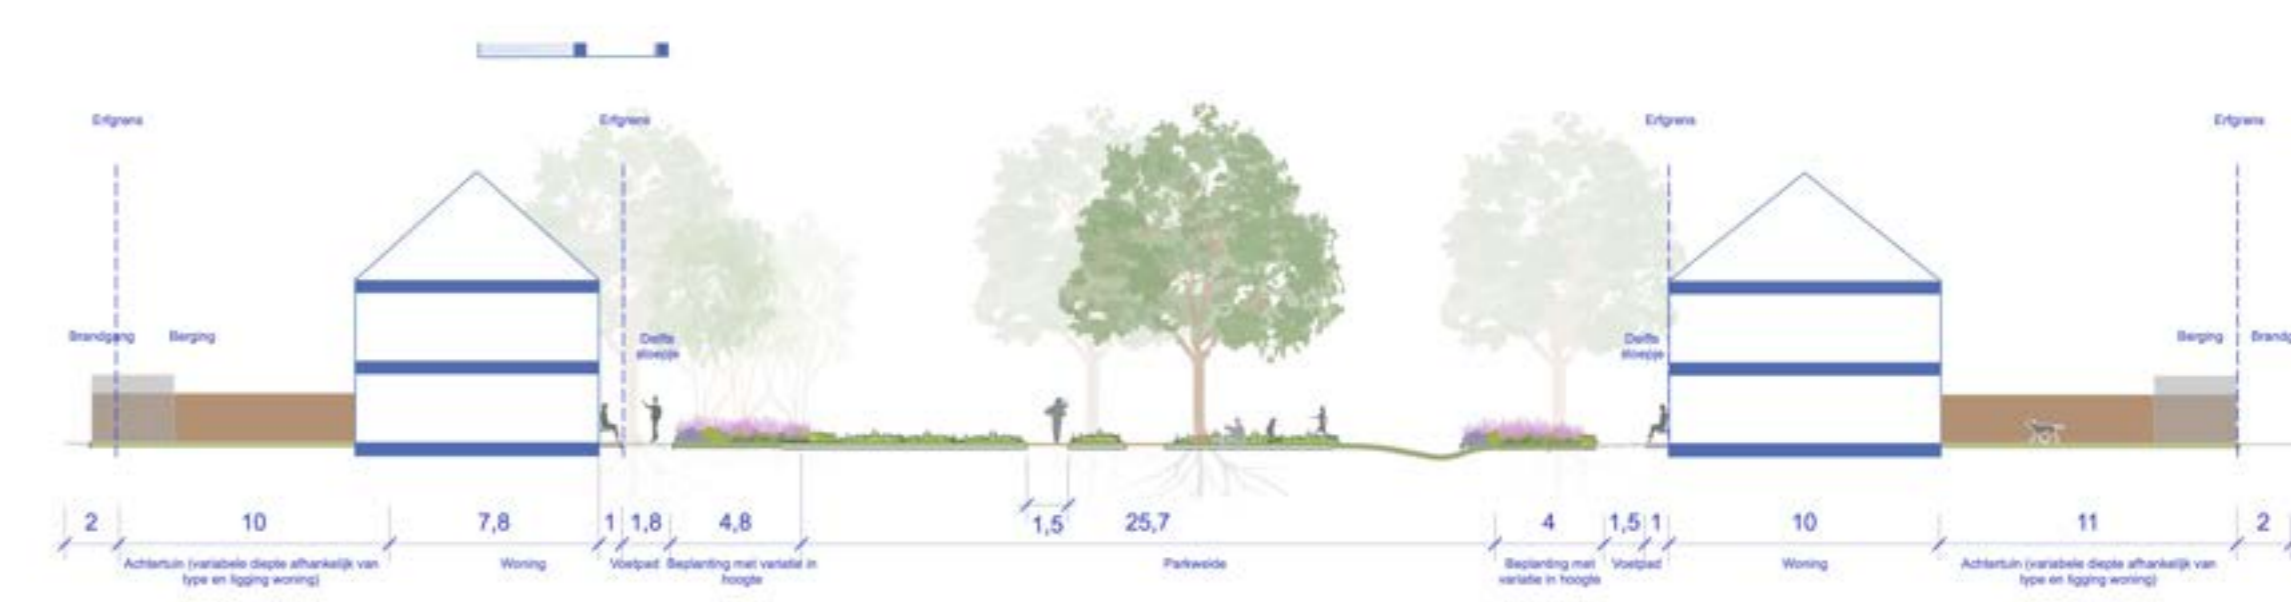 Erfgrens
Erfgrens
Erfgrens
Erfgrens
Brandgang
Berging
Delfts
stoepje
Delfts
stoepje
Berging
Brandg
2
10
7,8
1
1,8
4,8
1,5
25,7
4
1,5
1
10
11
2
Achtertuin (variabele diepte afhankelijk van
type en ligging woning)
Woning
Voetpad
Beplanting met variatie in
hoogte
Parkweide
Beplanting met
variatie in hoogte
Voetpad
Woning
Achtertuin (variabele diepte afhankelijk van
type en ligging woning)